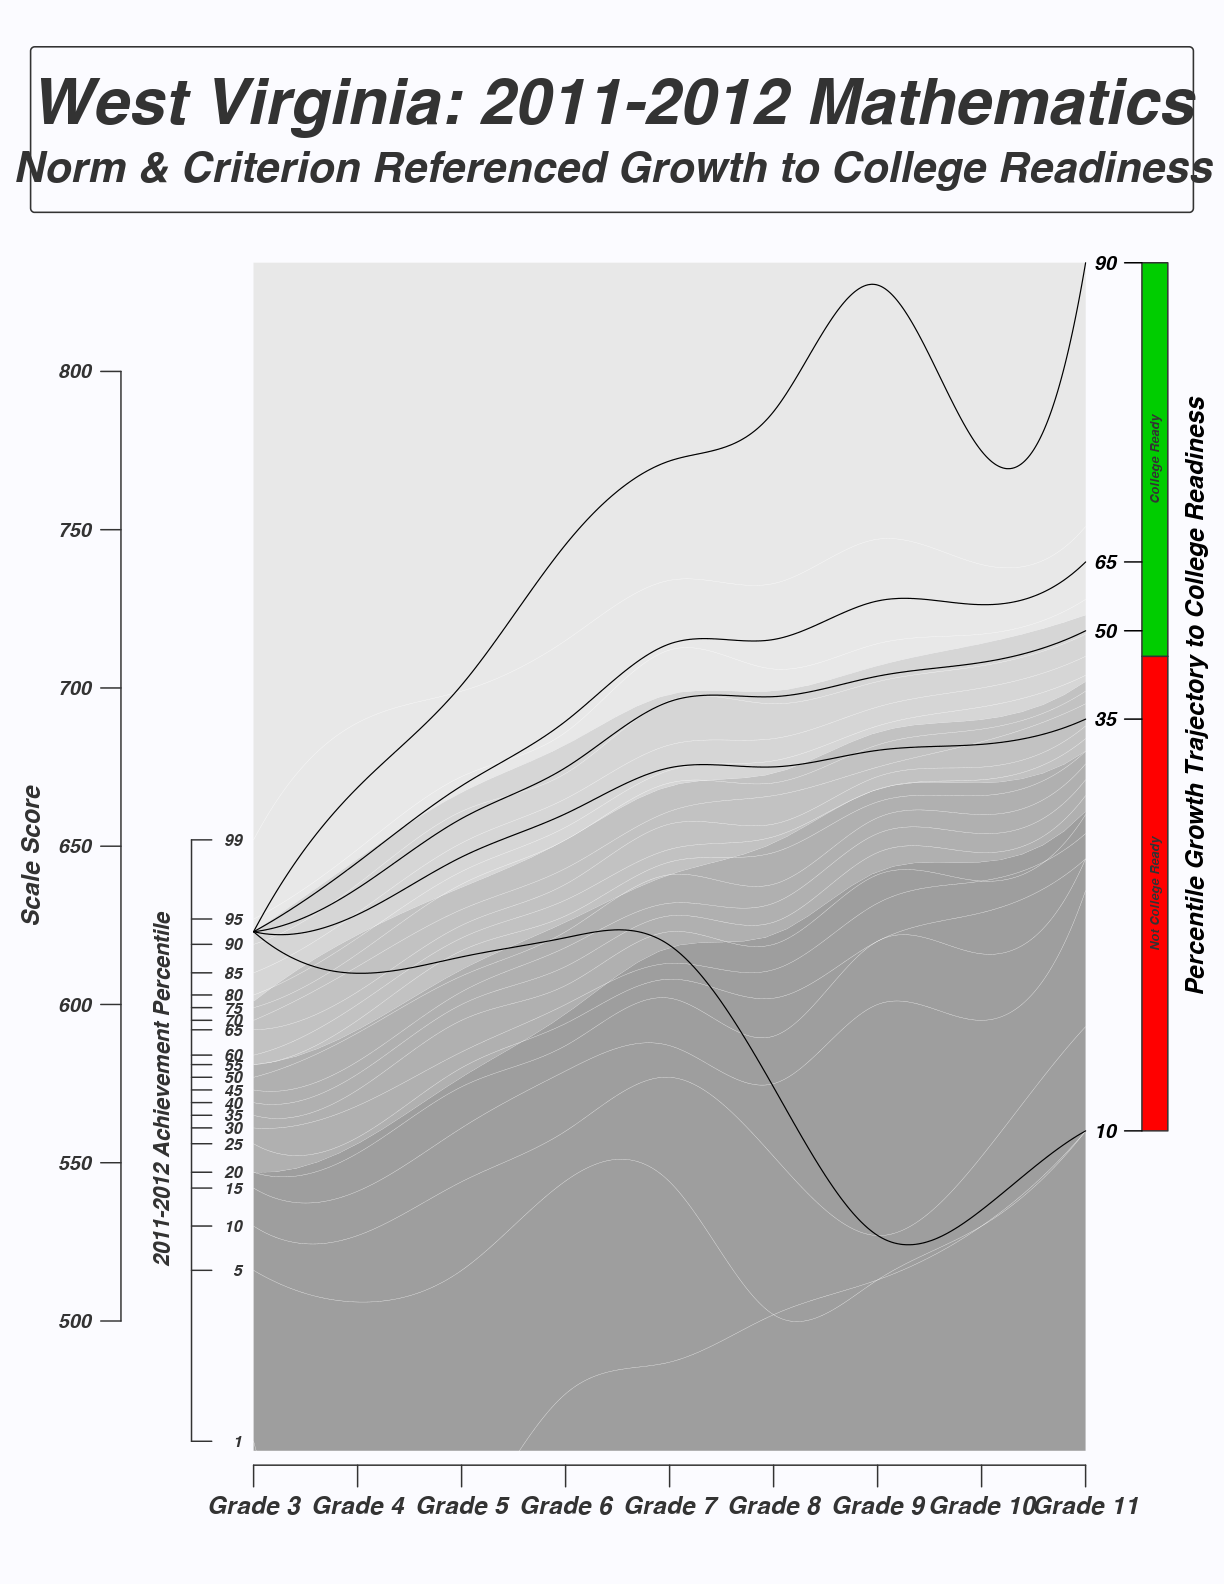 West Virginia: 2011-2012 Mathematics
Norm & Criterion Referenced Growth to College Readiness
Scale Score
800
750
700
650
600
550
500
2011-2012 Achievement Percentile
99
95
90
85
80
75
70
65
60
55
50
45
40
35
30
25
20
15
10
5
1
90
65
50
35
10
College Ready
Not College Ready
Percentile Growth Trajectory to College Readiness
Grade 3
Grade 4
Grade 5
Grade 6
Grade 7
Grade 8
Grade 9
Grade 10
Grade 11